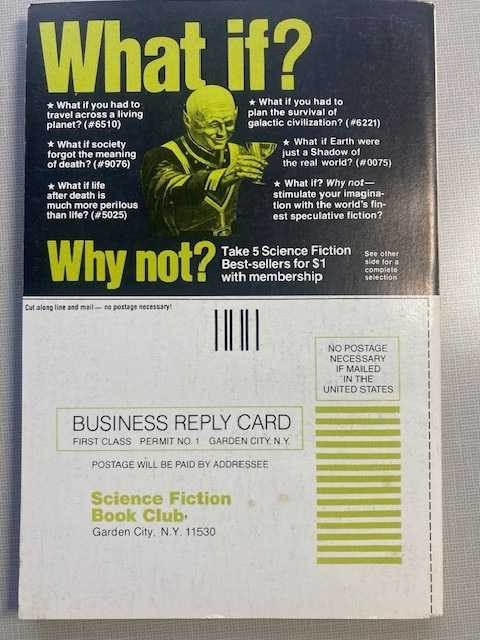 What if?
★ What if you had to
travel across a living
planet? (#6510)
★ What if society
forgot the meaning
of death? (#9076)
★ What if life
after death is
much more perilous
than life? (#5025)
★ What if you had to
plan the survival of
galactic civilization? (#6221)
★ What if Earth were
just a Shadow of
the real world? (#0075)
★ What if? Why not—
stimulate your imagina-
tion with the world's fin-
est speculative fiction?
Why not?
Take 5 Science Fiction
Best-sellers for $1
with membership
See other
side for a
complete
selection
Cut along line and mail — no postage necessary!
NO POSTAGE
NECESSARY
IF MAILED
IN THE
UNITED STATES
BUSINESS REPLY CARD
FIRST CLASS PERMIT NO. 1 GARDEN CITY, N.Y.
POSTAGE WILL BE PAID BY ADDRESSEE
Science Fiction
Book Club
Garden City, N.Y. 11530